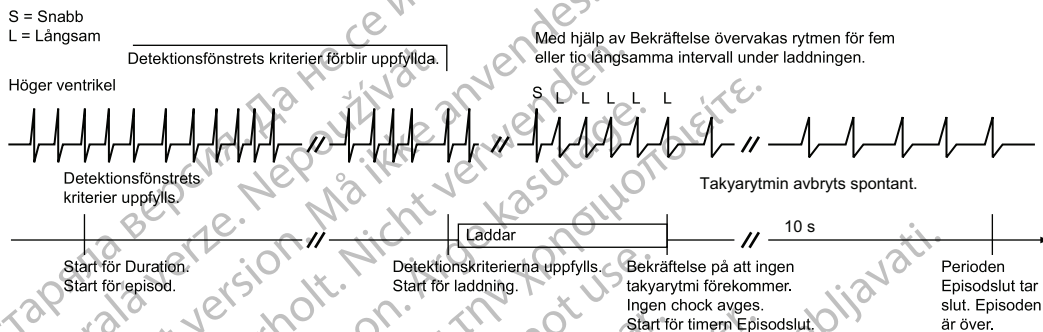 S = Snabb
L = Långsam
Detektionsfönstrets kriterier förblir uppfyllda.
Med hjälp av Bekräftelse övervakas rytmen för fem
eller tio långsamma intervall under laddningen.
Höger ventrikel
S L L L L L
Detektionsfönstrets
kriterier uppfylls.
Takyarytmin avbryts spontant.
Laddar
10 s
Start för Duration.
Start för episod.
Detektionskriterierna uppfylls.
Start för laddning.
Bekräftelse på att ingen
takyarytmi förekommer.
Ingen chock avges.
Start för timern Episodslut.
Perioden
Episodslut tar
slut. Episoden
är över.